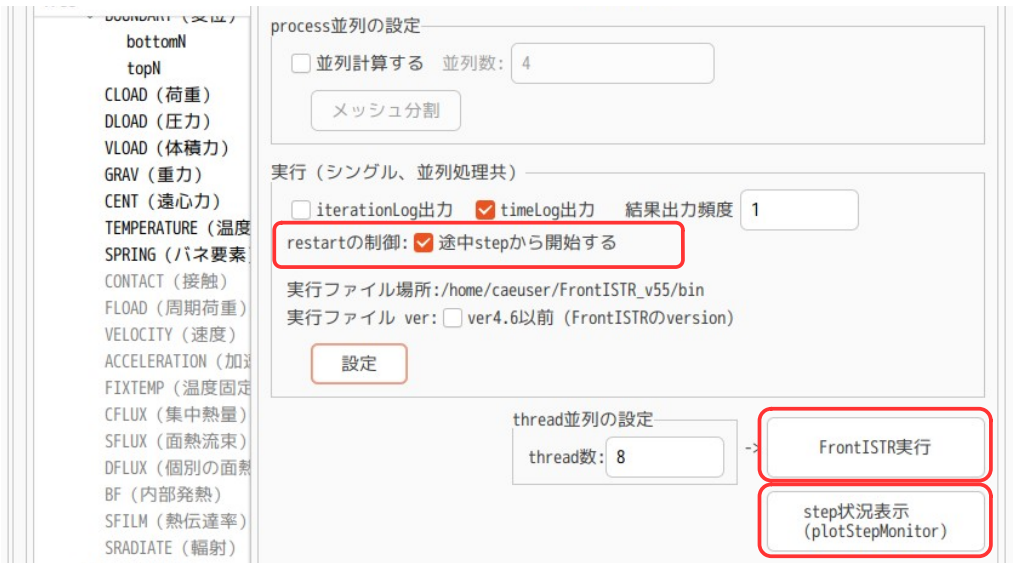 BOUNDARY (変位)
bottomN
topN
CLOAD (荷重)
DLOAD (圧力)
VLOAD (体積力)
GRAV (重力)
CENT (遠心力)
TEMPERATURE (温度
SPRING (バネ要素
CONTACT (接触)
FLOAD (周期荷重)
VELOCITY (速度)
ACCELERATION (加速
FIXTEMP (温度固定
CFLUX (集中熱量)
SFLUX (面熱流束)
DFLUX (個別の面熱
BF (内部発熱)
SFILM (熱伝達率)
SRADIATE (輻射)
process並列の設定
並列計算する 並列数: 4
メッシュ分割
実行 (シングル、並列処理共)
iterationLog出力 timeLog出力 結果出力頻度 1
restartの制御: 途中stepから開始する
実行ファイル場所:/home/caeuser/FrontISTR_v55/bin
実行ファイル ver: ver4.6以前 (FrontISTRのversion)
設定
thread並列の設定
thread数: 8
->
FrontISTR実行
step状況表示
(plotStepMonitor)